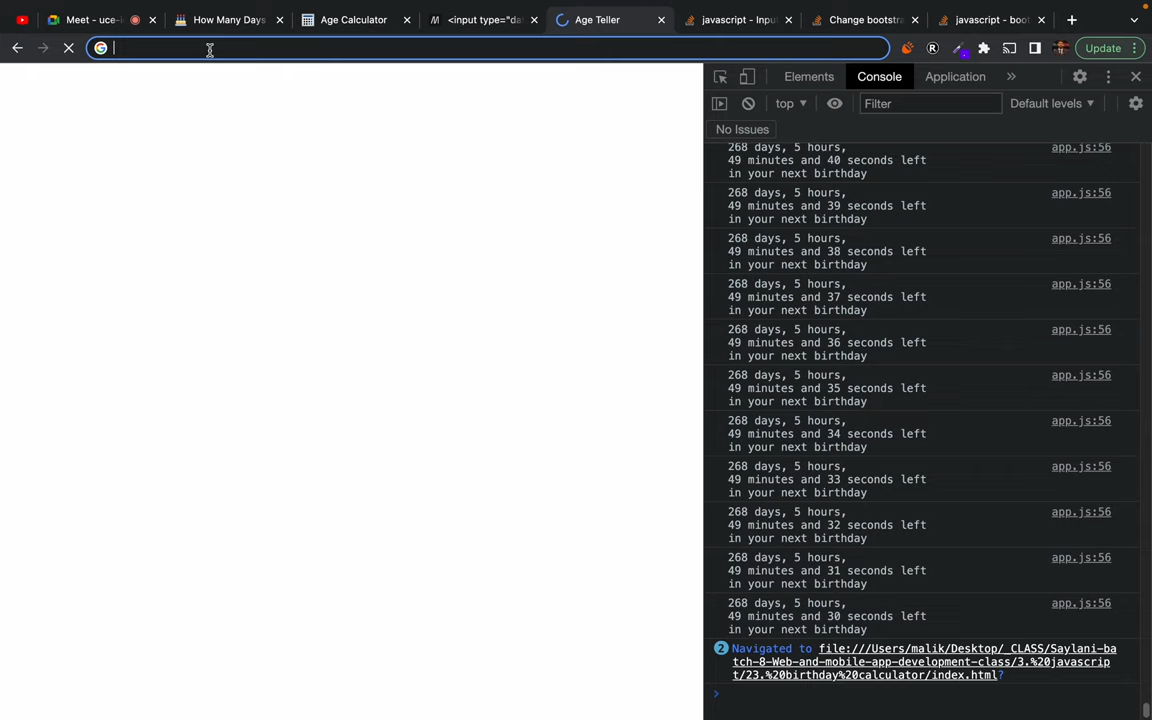 Meet - uce-
How Many Days
Age Calculator
<input type="da
Age Teller
javascript - Inpu
Change bootstra
javascript - boot
Update
Elements
Console
Application
top
Filter
Default levels
No Issues
268 days, 5 hours, app.js:56
49 minutes and 40 seconds left
in your next birthday
268 days, 5 hours, app.js:56
49 minutes and 39 seconds left
in your next birthday
268 days, 5 hours, app.js:56
49 minutes and 38 seconds left
in your next birthday
268 days, 5 hours, app.js:56
49 minutes and 37 seconds left
in your next birthday
268 days, 5 hours, app.js:56
49 minutes and 36 seconds left
in your next birthday
268 days, 5 hours, app.js:56
49 minutes and 35 seconds left
in your next birthday
268 days, 5 hours, app.js:56
49 minutes and 34 seconds left
in your next birthday
268 days, 5 hours, app.js:56
49 minutes and 33 seconds left
in your next birthday
268 days, 5 hours, app.js:56
49 minutes and 32 seconds left
in your next birthday
268 days, 5 hours, app.js:56
49 minutes and 31 seconds left
in your next birthday
268 days, 5 hours, app.js:56
49 minutes and 30 seconds left
in your next birthday
2 Navigated to file:///Users/malik/Desktop/_CLASS/Saylani-ba
tch-8-Web-and-mobile-app-development-class/3.%20javascrip
t/23.%20birthday%20calculator/index.html?